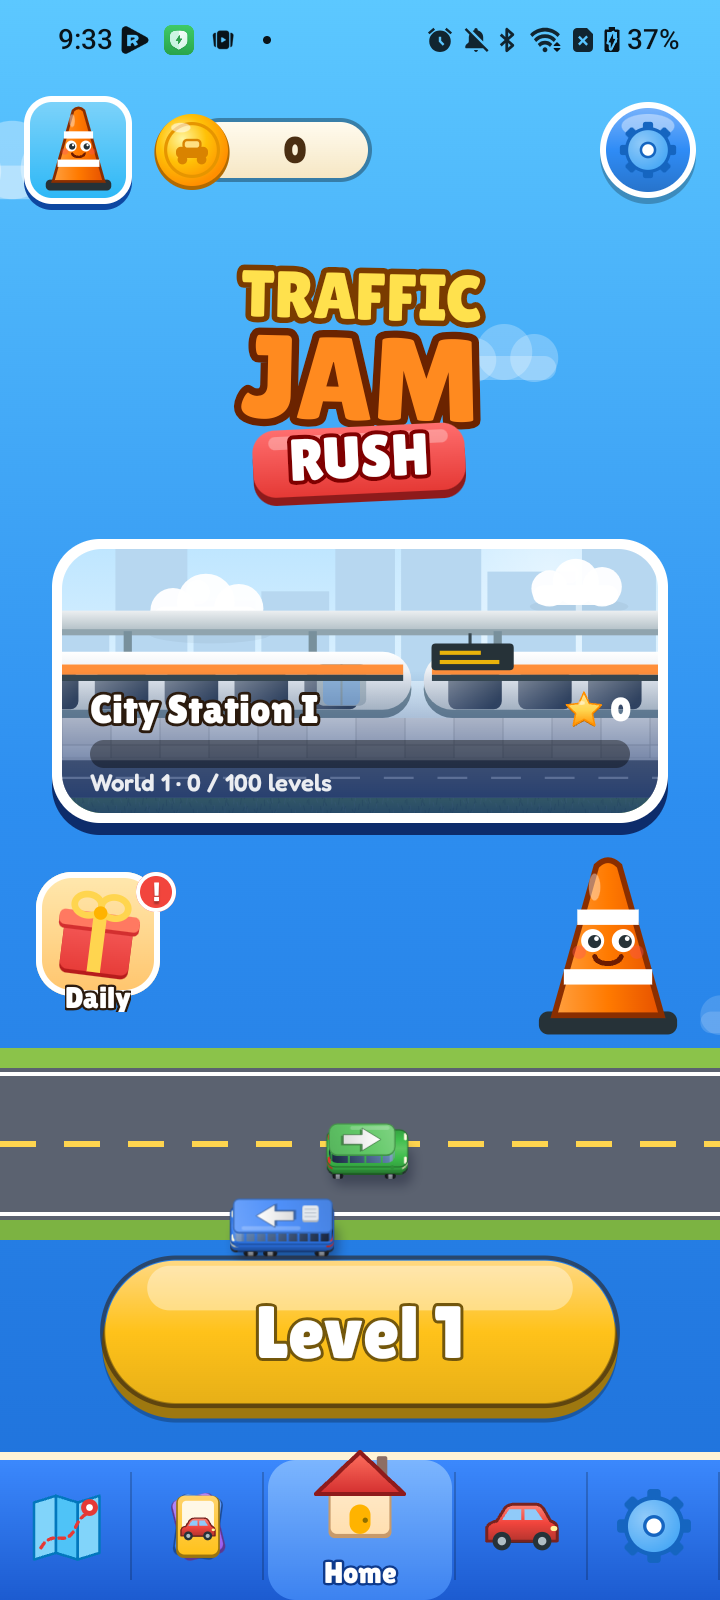 9:33
37%
0
TRAFFIC
JAM
RUSH
City Station I
0
World 1 · 0 / 100 levels
!
Daily
Level 1
Home